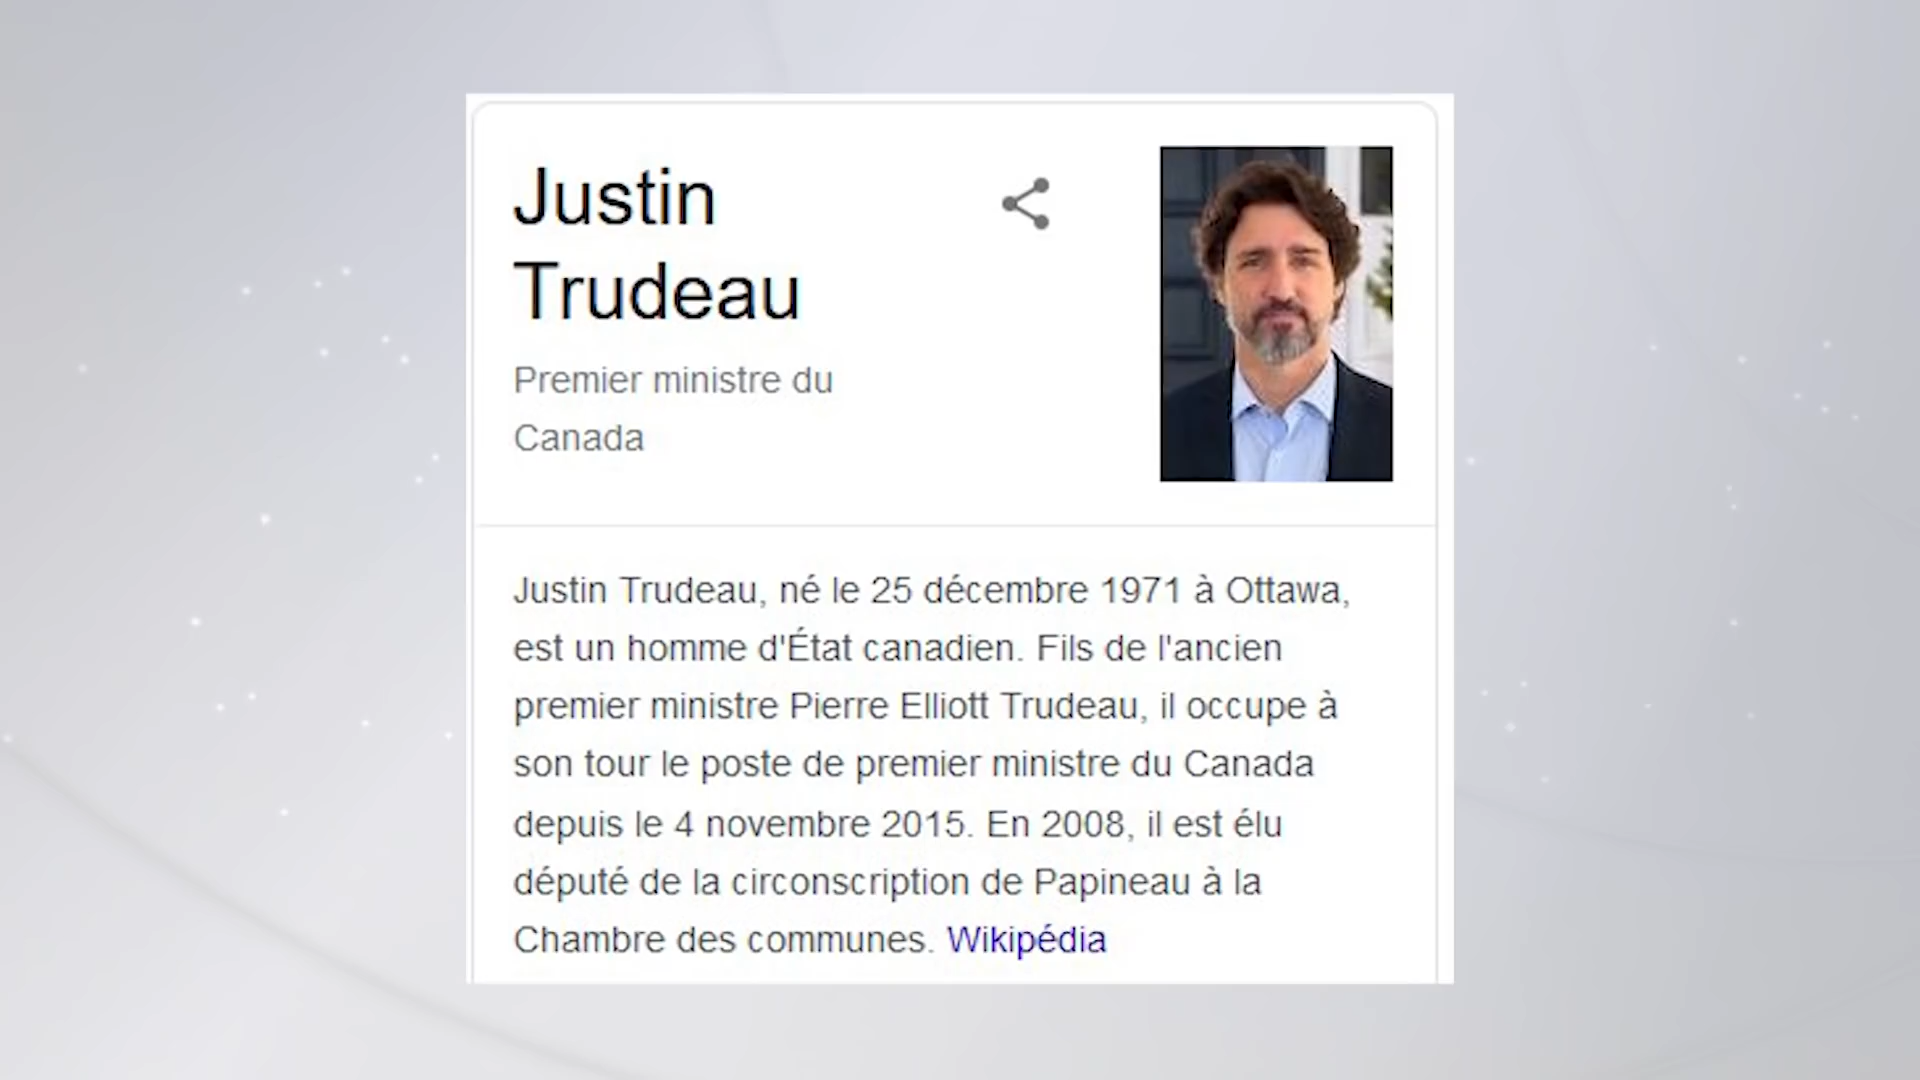 Justin
Trudeau
Premier ministre du
Canada
Justin Trudeau, né le 25 décembre 1971 à Ottawa,
est un homme d'État canadien. Fils de l'ancien
premier ministre Pierre Elliott Trudeau, il occupe à
son tour le poste de premier ministre du Canada
depuis le 4 novembre 2015. En 2008, il est élu
député de la circonscription de Papineau à la
Chambre des communes. Wikipédia